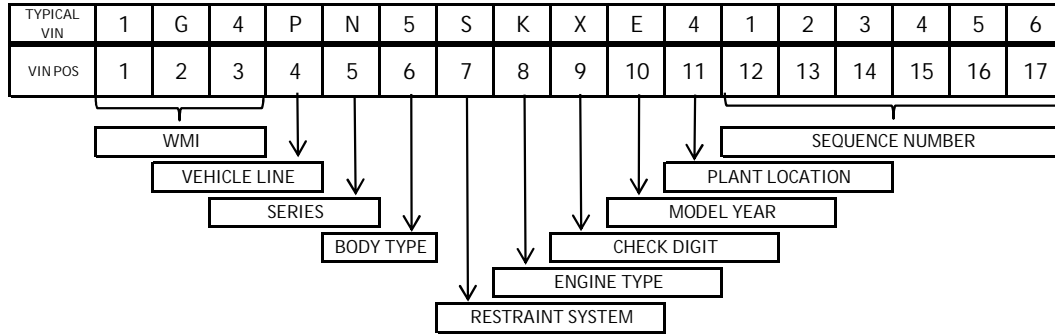 TYPICAL VIN 1 G 4 P N 5 S K X E 4 1 2 3 4 5 6
VIN POS 1 2 3 4 5 6 7 8 9 10 11 12 13 14 15 16 17
WMI SEQUENCE NUMBER
VEHICLE LINE PLANT LOCATION
SERIES MODEL YEAR
BODY TYPE CHECK DIGIT
ENGINE TYPE
RESTRAINT SYSTEM